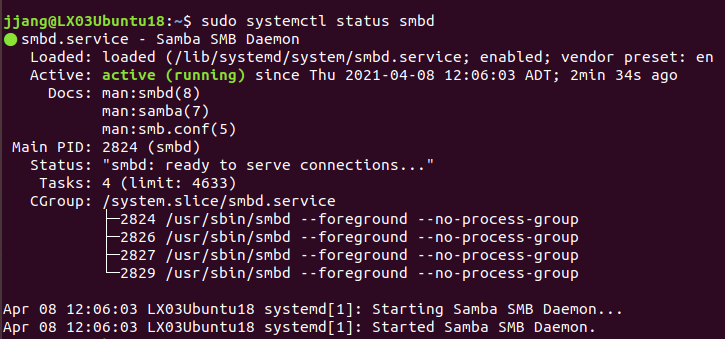 jjang@LX03Ubuntu18:~$ sudo systemctl status smbd
● smbd.service - Samba SMB Daemon
   Loaded: loaded (/lib/systemd/system/smbd.service; enabled; vendor preset: en
   Active: active (running) since Thu 2021-04-08 12:06:03 ADT; 2min 34s ago
     Docs: man:smbd(8)
           man:samba(7)
           man:smb.conf(5)
 Main PID: 2824 (smbd)
   Status: "smbd: ready to serve connections..."
    Tasks: 4 (limit: 4633)
   CGroup: /system.slice/smbd.service
           ├─2824 /usr/sbin/smbd --foreground --no-process-group
           ├─2826 /usr/sbin/smbd --foreground --no-process-group
           ├─2827 /usr/sbin/smbd --foreground --no-process-group
           └─2829 /usr/sbin/smbd --foreground --no-process-group
Apr 08 12:06:03 LX03Ubuntu18 systemd[1]: Starting Samba SMB Daemon...
Apr 08 12:06:03 LX03Ubuntu18 systemd[1]: Started Samba SMB Daemon.